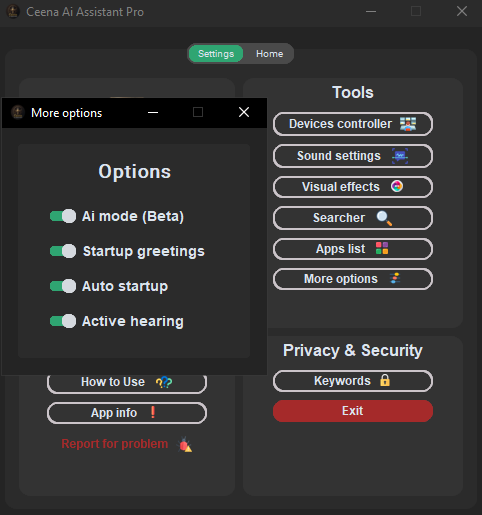 Ceena Ai Assistant Pro
Settings
Home
More options
Options
Ai mode (Beta)
Startup greetings
Auto startup
Active hearing
How to Use
App info
Report for problem
Tools
Devices controller
Sound settings
Visual effects
Searcher
Apps list
More options
Privacy & Security
Keywords
Exit